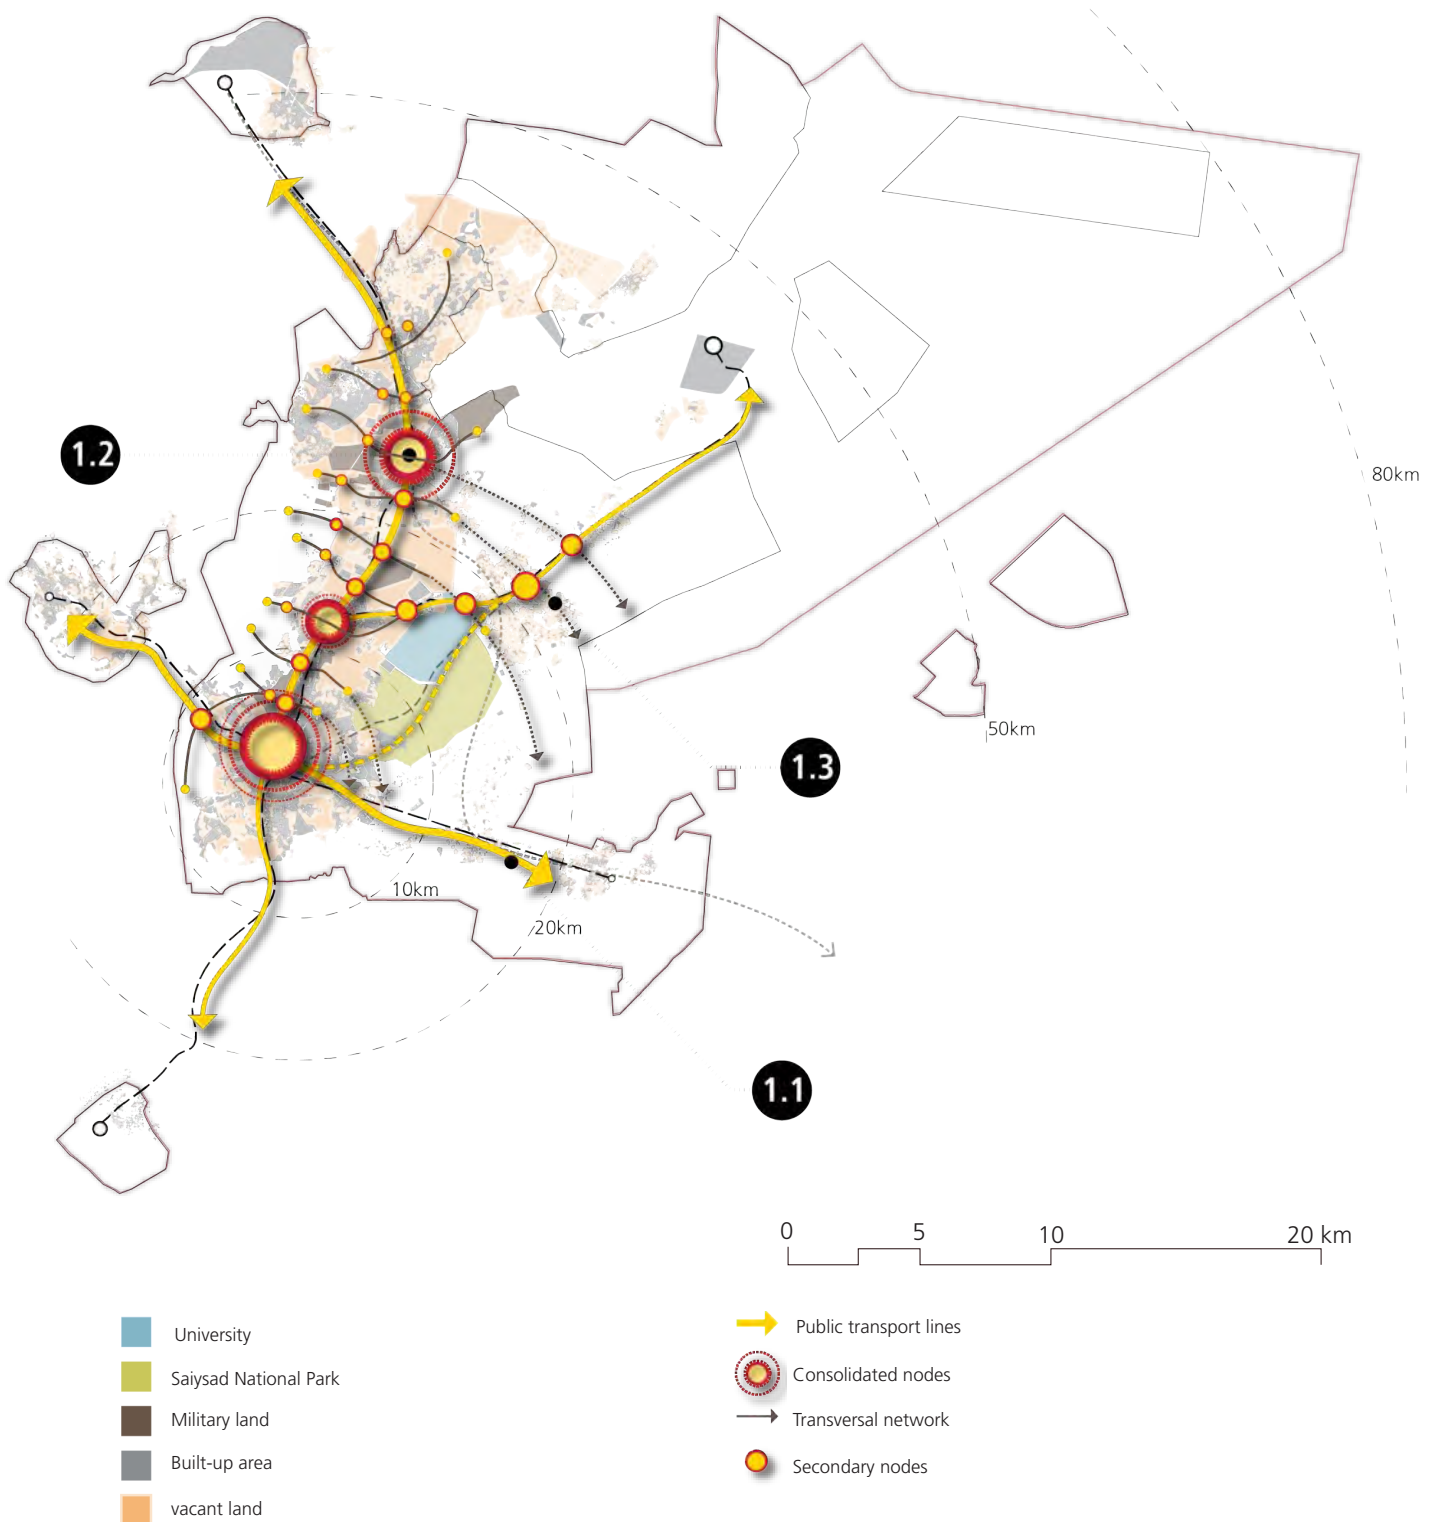 1.2
80km
50km
1.3
10km
20km
1.1
0 5 10 20 km
University
Saiysad National Park
Military land
Built-up area
vacant land
Public transport lines
Consolidated nodes
Transversal network
Secondary nodes